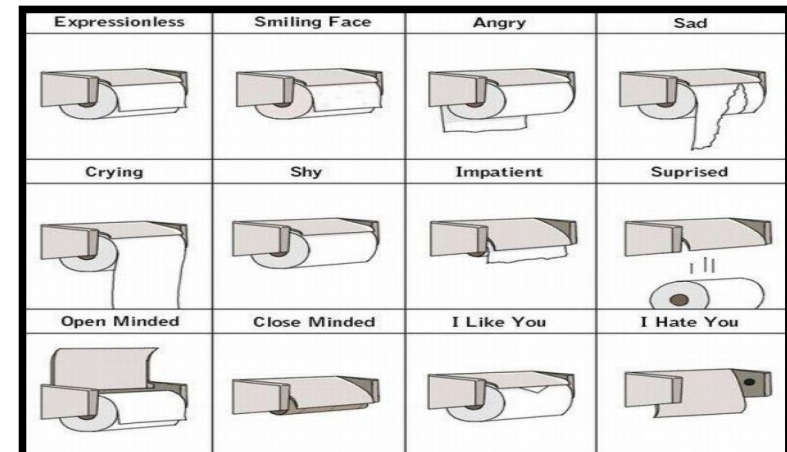 Expressionless Smiling Face Angry Sad
Crying Shy Impatient Suprised
Open Minded Close Minded I Like You I Hate You